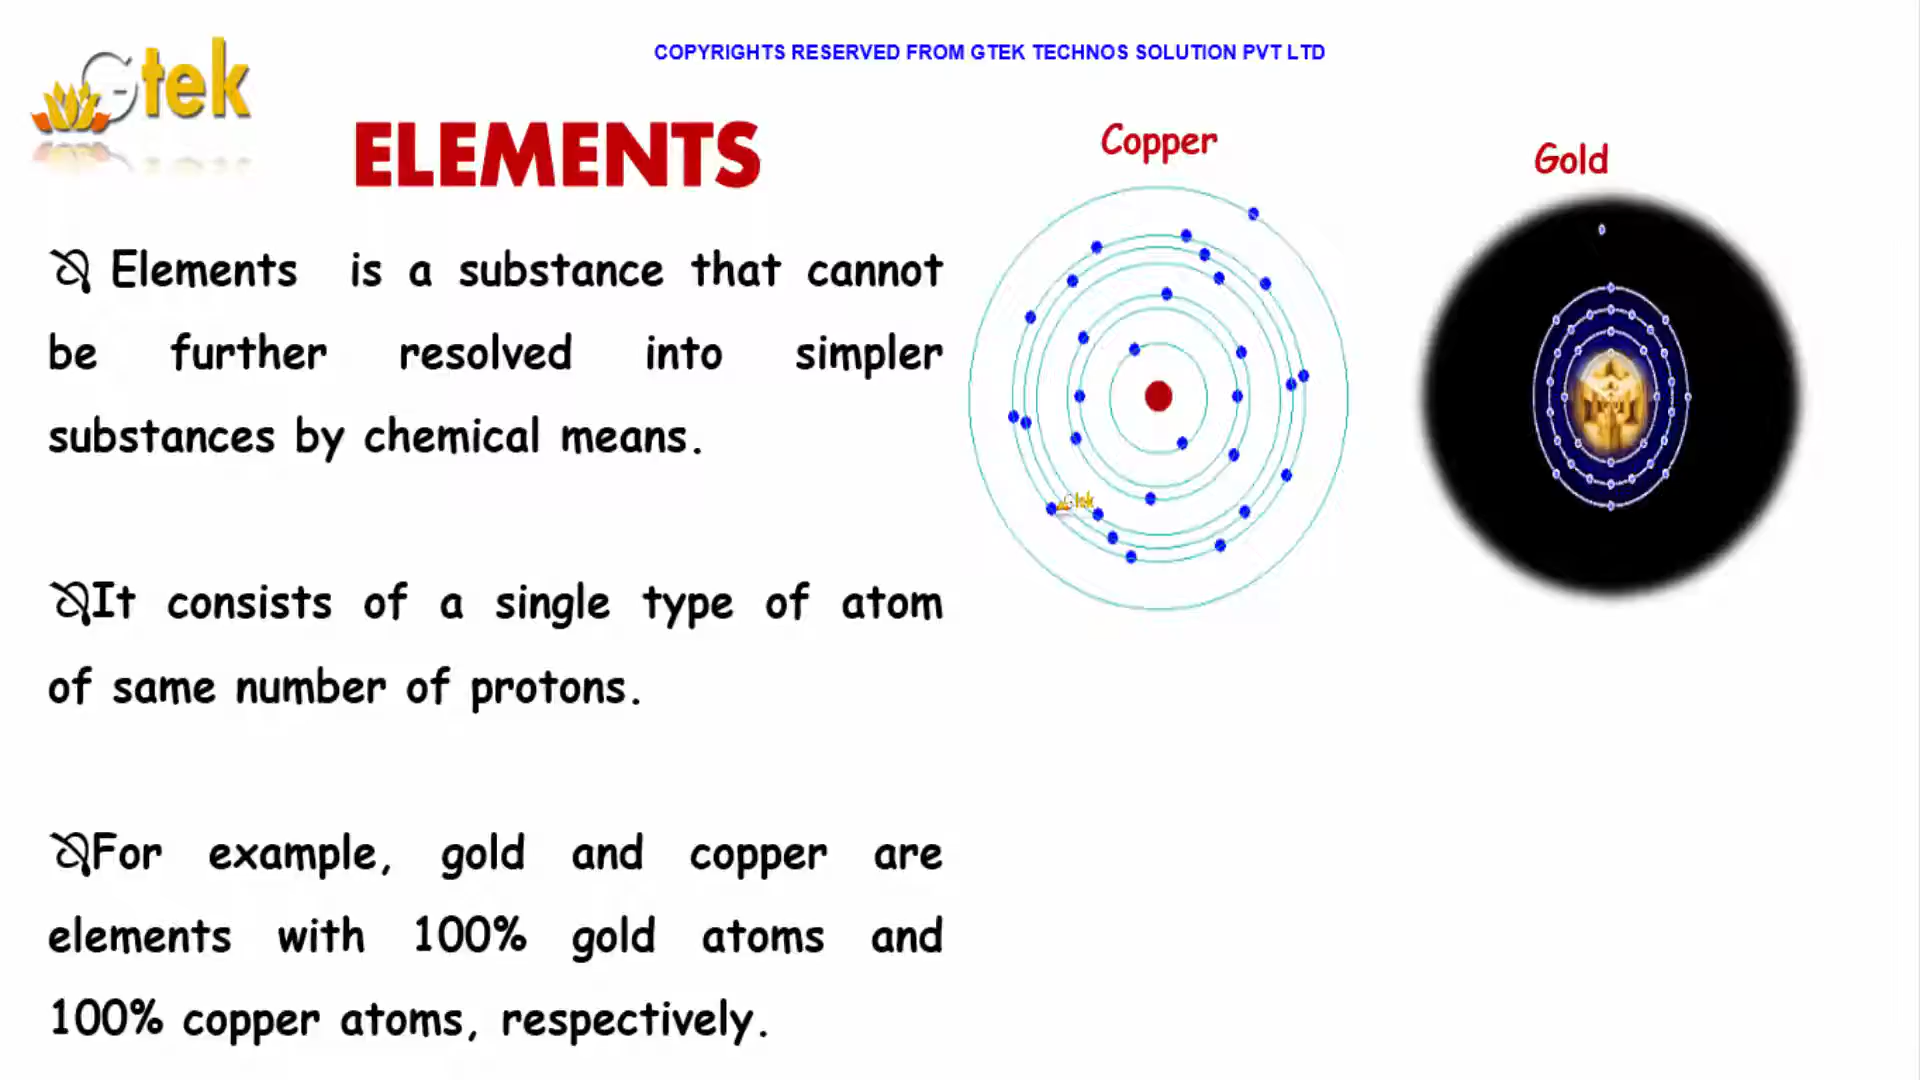 Gtek
COPYRIGHTS RESERVED FROM GTEK TECHNOS SOLUTION PVT LTD
ELEMENTS
Elements is a substance that cannot
be further resolved into simpler
substances by chemical means.
It consists of a single type of atom
of same number of protons.
For example, gold and copper are
elements with 100% gold atoms and
100% copper atoms, respectively.
Copper
Gtek
Gold